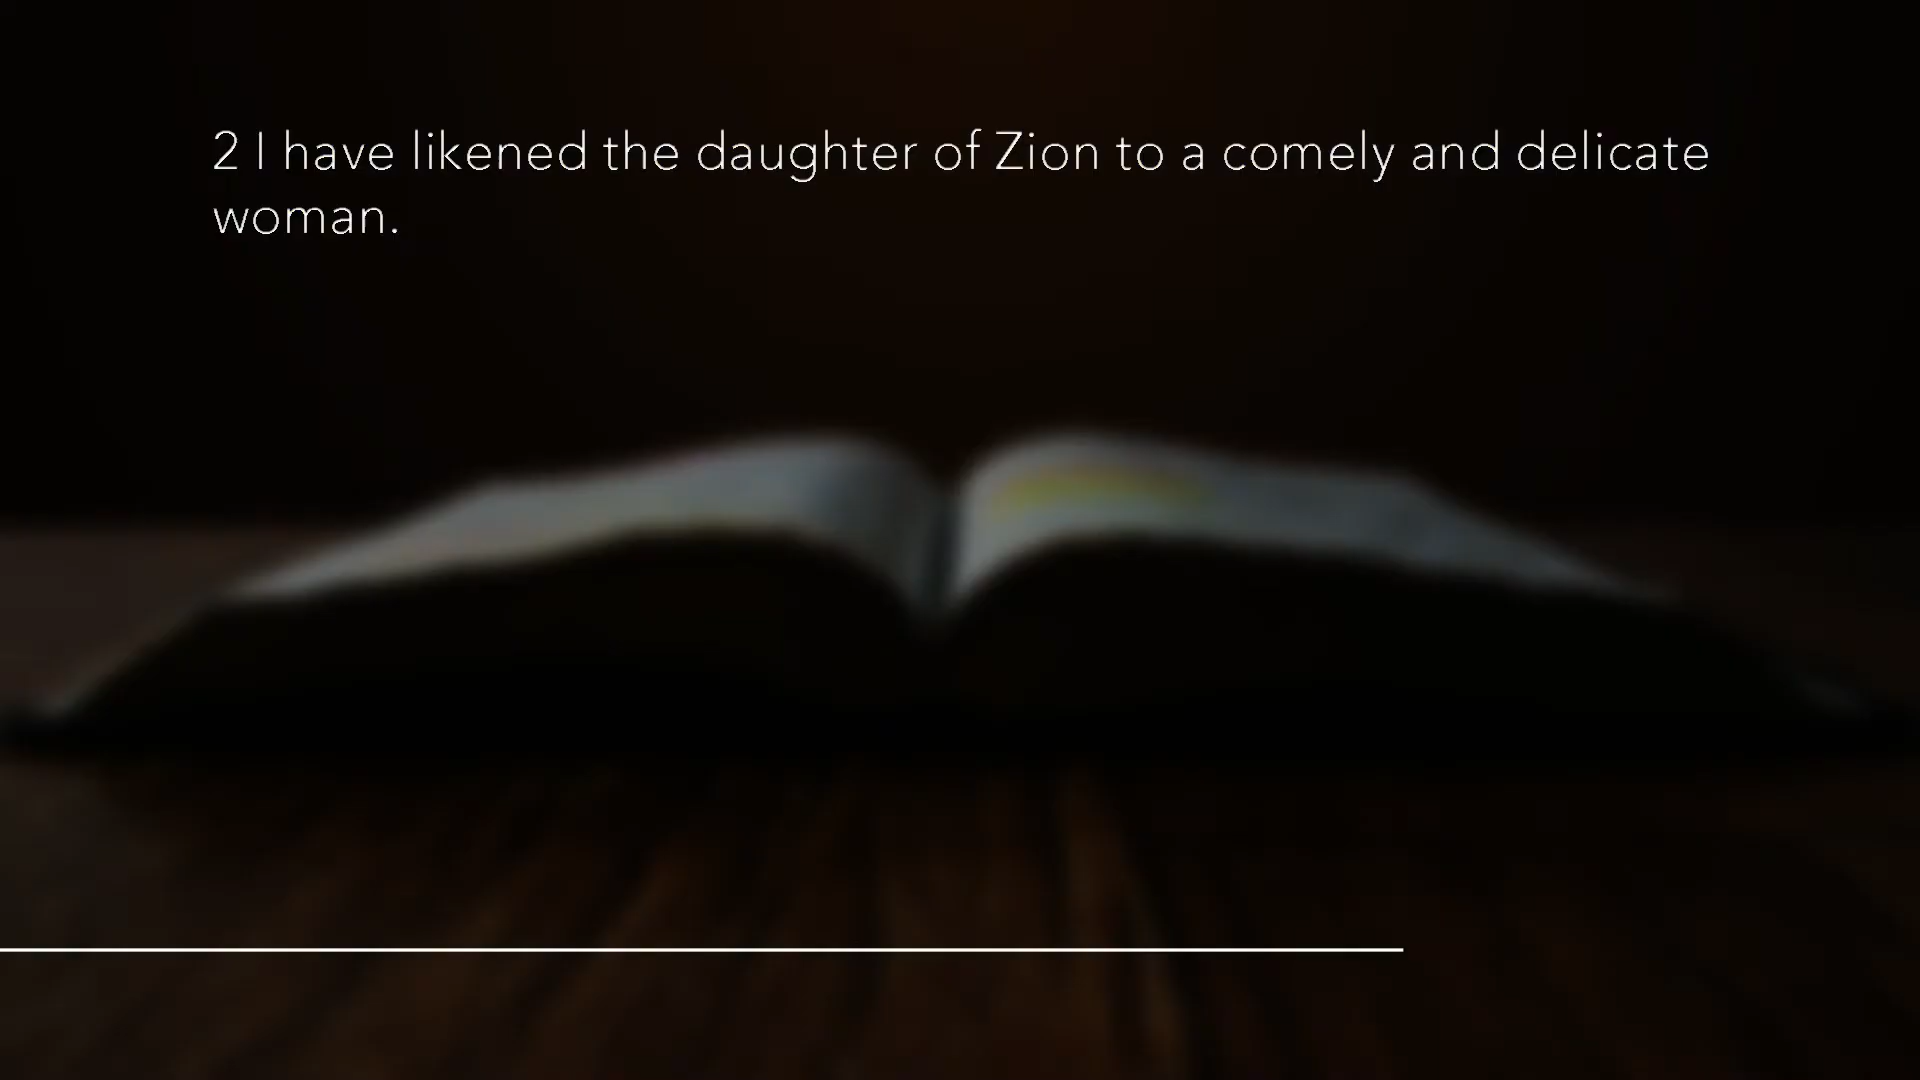 2 I have likened the daughter of Zion to a comely and delicate
woman.